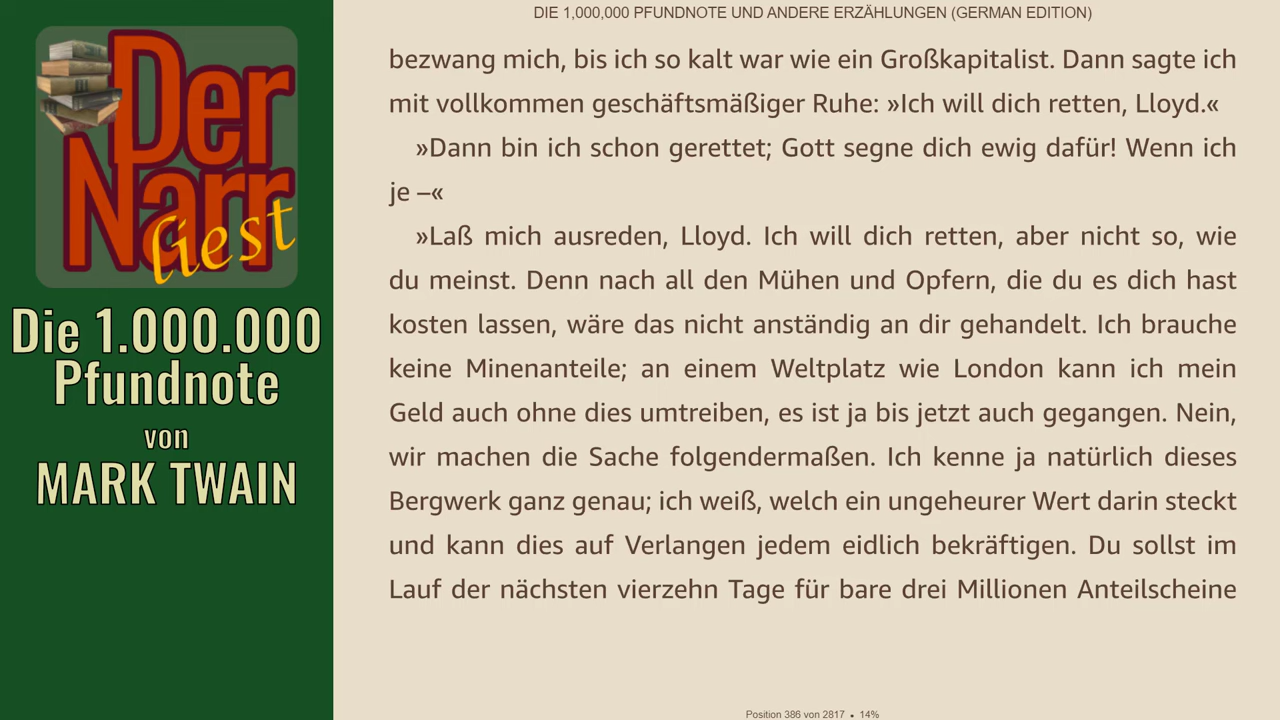 Der
Narr
liest
Die 1.000.000
Pfundnote
von
MARK TWAIN
DIE 1,000,000 PFUNDNOTE UND ANDERE ERZÄHLUNGEN (GERMAN EDITION)
bezwang mich, bis ich so kalt war wie ein Großkapitalist. Dann sagte ich
mit vollkommen geschäftsmäßiger Ruhe: »Ich will dich retten, Lloyd.«
»Dann bin ich schon gerettet; Gott segne dich ewig dafür! Wenn ich
je –«
»Laß mich ausreden, Lloyd. Ich will dich retten, aber nicht so, wie
du meinst. Denn nach all den Mühen und Opfern, die du es dich hast
kosten lassen, wäre das nicht anständig an dir gehandelt. Ich brauche
keine Minenanteile; an einem Weltplatz wie London kann ich mein
Geld auch ohne dies umtreiben, es ist ja bis jetzt auch gegangen. Nein,
wir machen die Sache folgendermaßen. Ich kenne ja natürlich dieses
Bergwerk ganz genau; ich weiß, welch ein ungeheurer Wert darin steckt
und kann dies auf Verlangen jedem eidlich bekräftigen. Du sollst im
Lauf der nächsten vierzehn Tage für bare drei Millionen Anteilscheine
Position 386 von 2817 • 14%